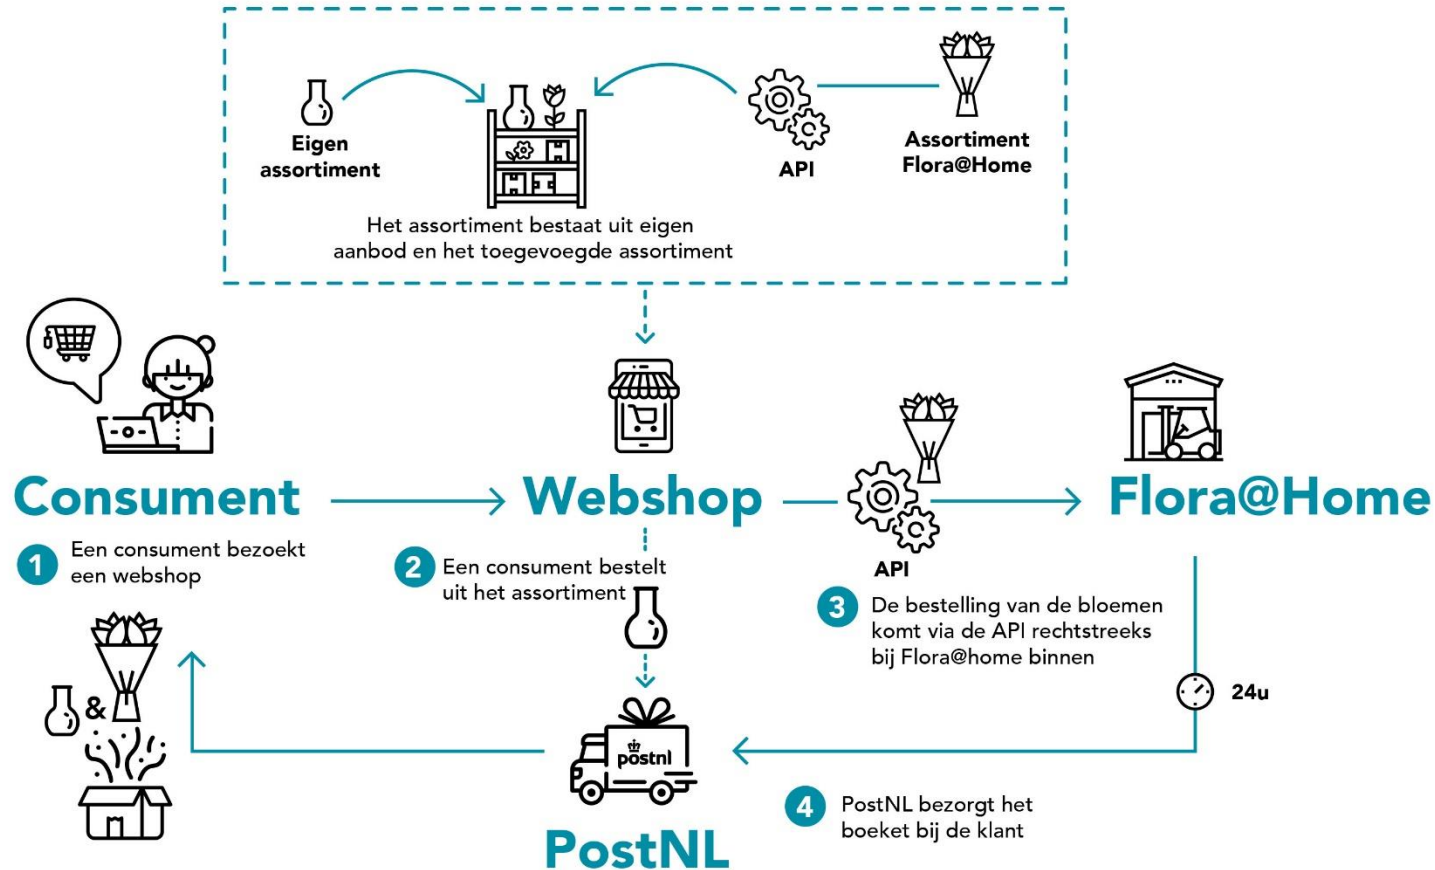 Eigen
assortiment
API
Assortiment
Flora@Home
Het assortiment bestaat uit eigen
aanbod en het toegevoegde assortiment
Consument
Webshop
Flora@Home
1
Een consument bezoekt
een webshop
2
Een consument bestelt
uit het assortiment
API
3
De bestelling van de bloemen
komt via de API rechtstreeks
bij Flora@home binnen
24u
&
postnl
4
PostNL bezorgt het
boeket bij de klant
PostNL